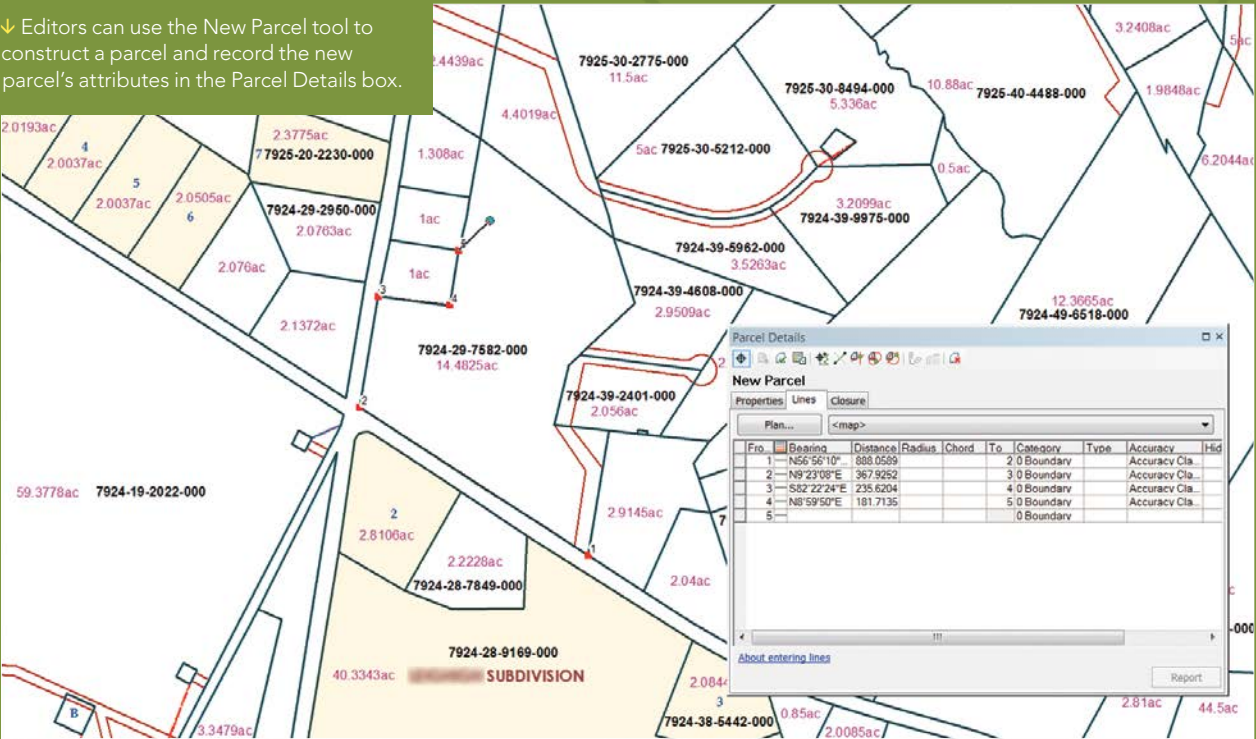 ↓ Editors can use the New Parcel tool to
construct a parcel and record the new
parcel's attributes in the Parcel Details box.
3.2408ac
5ac
2.4439ac
7925-30-2775-000
11.5ac
7925-30-8494-000
5.336ac
10.88ac
7925-40-4488-000
1.9848ac
4.4019ac
2.0193ac
4
2.0037ac
2.3775ac
7
7925-20-2230-000
1.308ac
5ac
7925-30-5212-000
0.5ac
6.2044ac
5
2.0037ac
2.0505ac
6
7924-29-2950-000
2.0763ac
1ac
5
3.2099ac
7924-39-9975-000
7924-39-5962-000
3.5263ac
2.076ac
1ac
3
4
7924-39-4608-000
2.9509ac
12.3665ac
7924-49-6518-000
2.1372ac
7924-29-7582-000
14.4825ac
2
7924-39-2401-000
2.056ac
59.3778ac
7924-19-2022-000
2
2.8106ac
2.9145ac
1
2.2228ac
7924-28-7849-000
2.04ac
7924-28-9169-000
40.3343ac
SUBDIVISION
3
7924-38-5442-000
0.85ac
2.0085ac
2.81ac
44.5ac
B
3.3479ac
-000
Parcel Details
New Parcel
Properties Lines Closure
Plan... <map>
Fro... Bearing Distance Radius Chord To Category Type Accuracy Hid
1 N56°56'10"... 888.0589 2 0 Boundary Accuracy Cla...
2 N9°23'08"E 367.9252 3 0 Boundary Accuracy Cla...
3 S82°22'24"E 235.6204 4 0 Boundary Accuracy Cla...
4 N8°59'50"E 181.7135 5 0 Boundary Accuracy Cla...
5 0 Boundary
About entering lines
Report